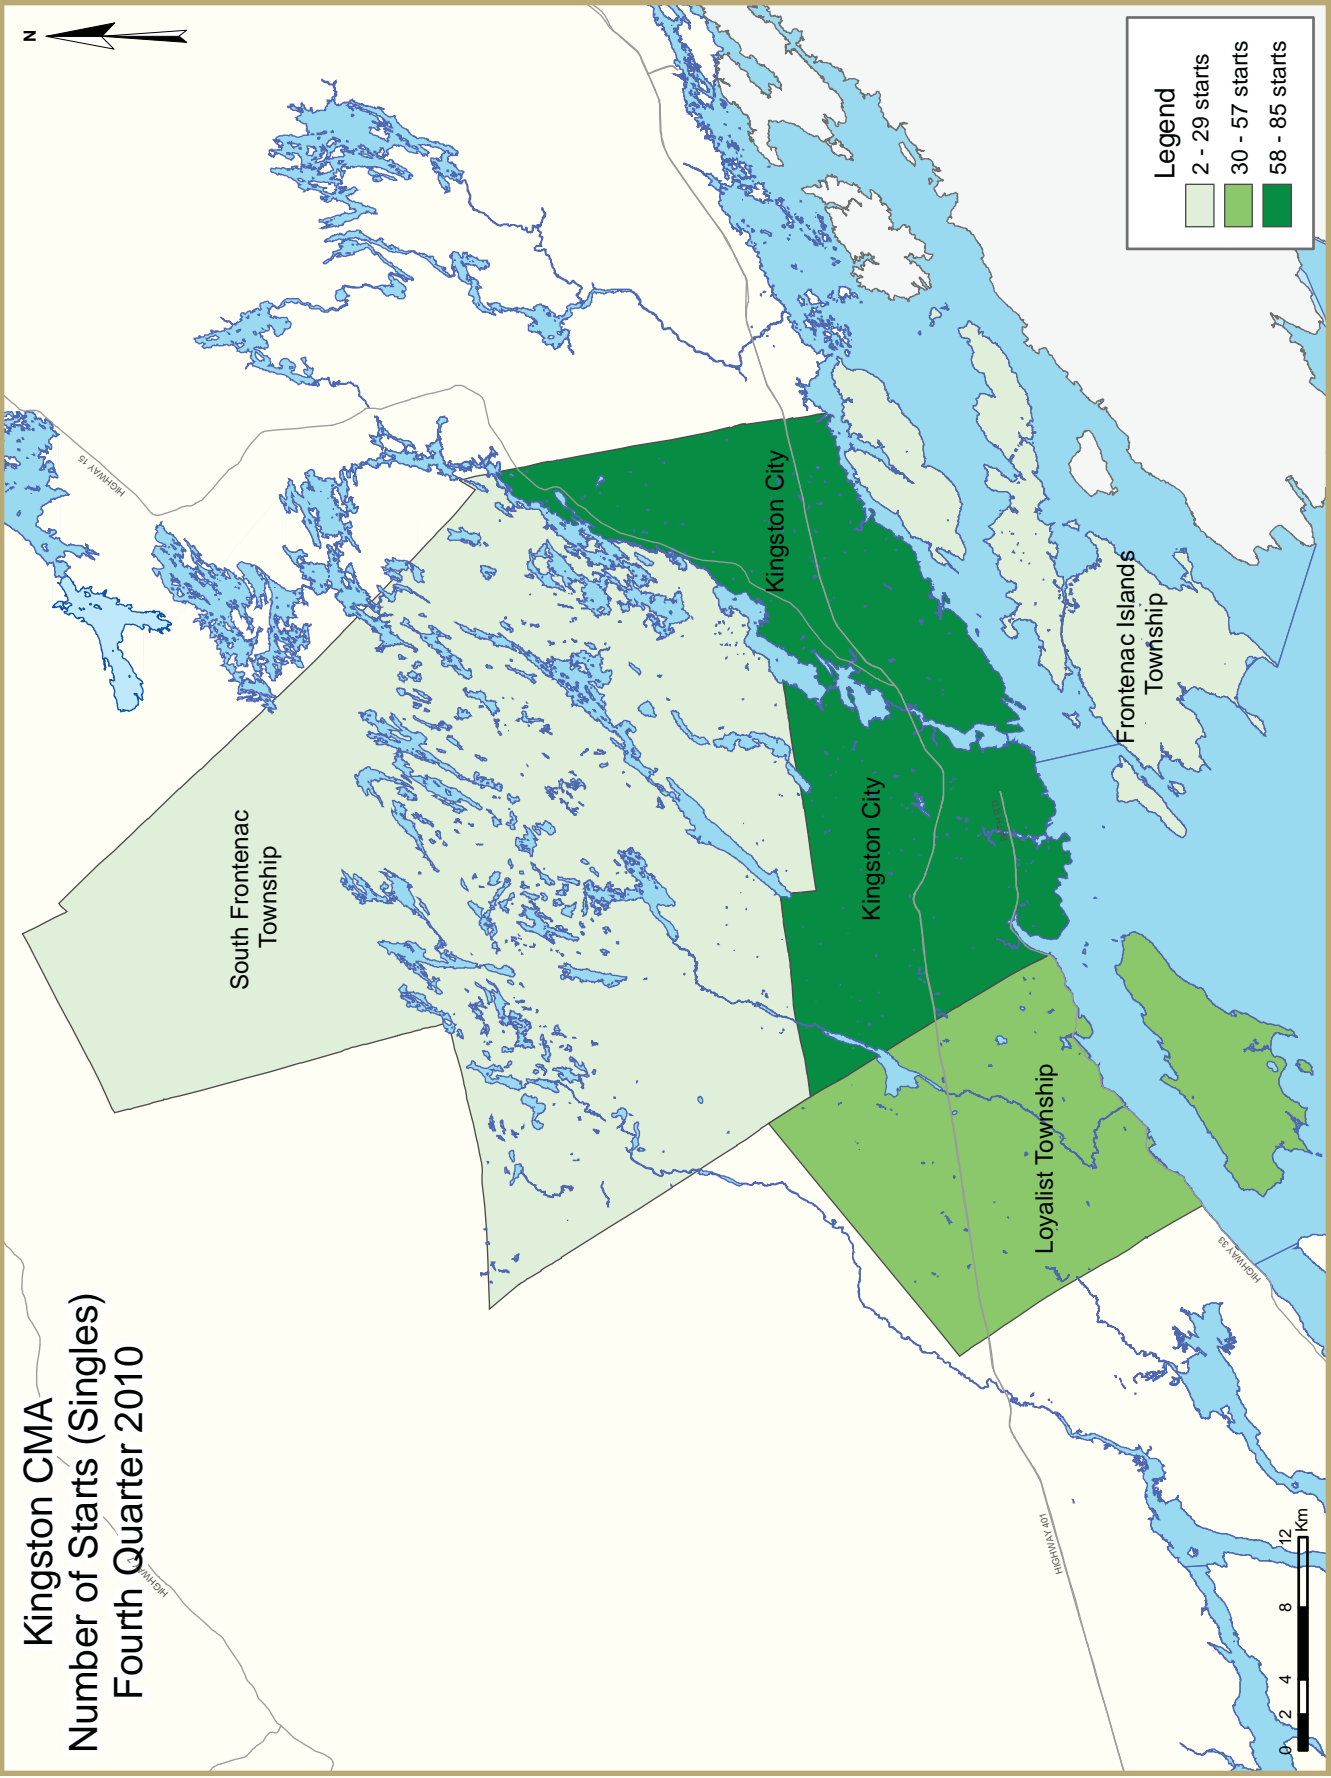 Kingston CMA
Number of Starts (Singles)
Fourth Quarter 2010
N
HIGHWAY 15
HIGHWAY
South Frontenac
Township
Kingston City
Kingston City
Loyalist Township
Frontenac Islands
Township
HIGHWAY 401
HIGHWAY 33
Legend
2 - 29 starts
30 - 57 starts
58 - 85 starts
0 2 4 8 12
Km